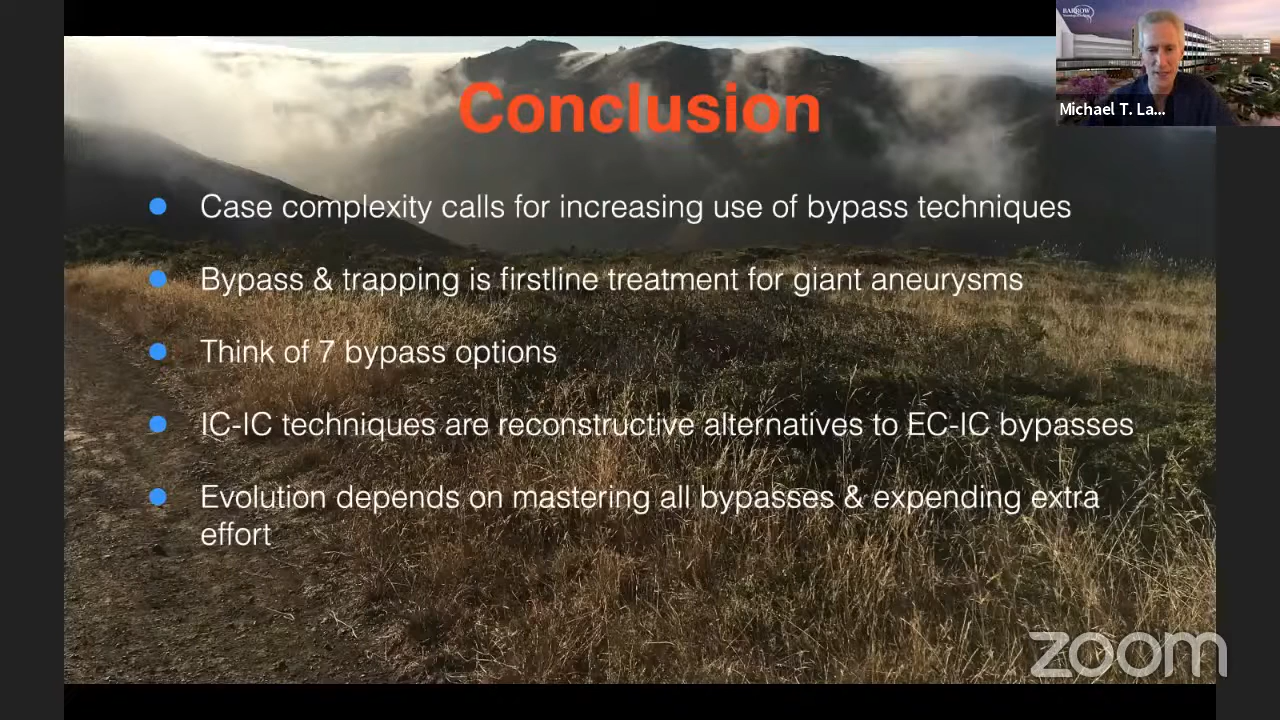 BARROW
Michael T. La...
Conclusion
Case complexity calls for increasing use of bypass techniques
Bypass & trapping is firstline treatment for giant aneurysms
Think of 7 bypass options
IC-IC techniques are reconstructive alternatives to EC-IC bypasses
Evolution depends on mastering all bypasses & expending extra
effort
zoom